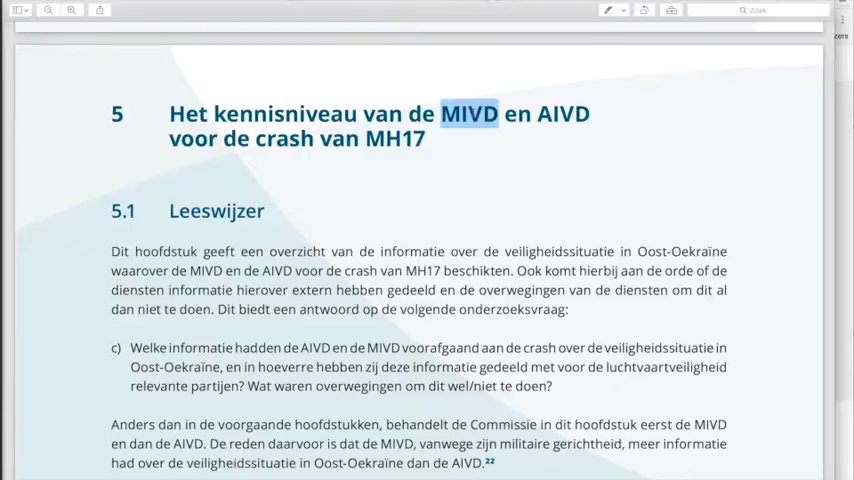 Zoek
zers
5 Het kennisniveau van de MIVD en AIVD
voor de crash van MH17
5.1 Leeswijzer
Dit hoofdstuk geeft een overzicht van de informatie over de veiligheidssituatie in Oost-Oekraïne
waarover de MIVD en de AIVD voor de crash van MH17 beschikten. Ook komt hierbij aan de orde of de
diensten informatie hierover extern hebben gedeeld en de overwegingen van de diensten om dit al
dan niet te doen. Dit biedt een antwoord op de volgende onderzoeksvraag:
c) Welke informatie hadden de AIVD en de MIVD voorafgaand aan de crash over de veiligheidssituatie in
Oost-Oekraïne, en in hoeverre hebben zij deze informatie gedeeld met voor de luchtvaartveiligheid
relevante partijen? Wat waren overwegingen om dit wel/niet te doen?
Anders dan in de voorgaande hoofdstukken, behandelt de Commissie in dit hoofdstuk eerst de MIVD
en dan de AIVD. De reden daarvoor is dat de MIVD, vanwege zijn militaire gerichtheid, meer informatie
had over de veiligheidssituatie in Oost-Oekraïne dan de AIVD.²²